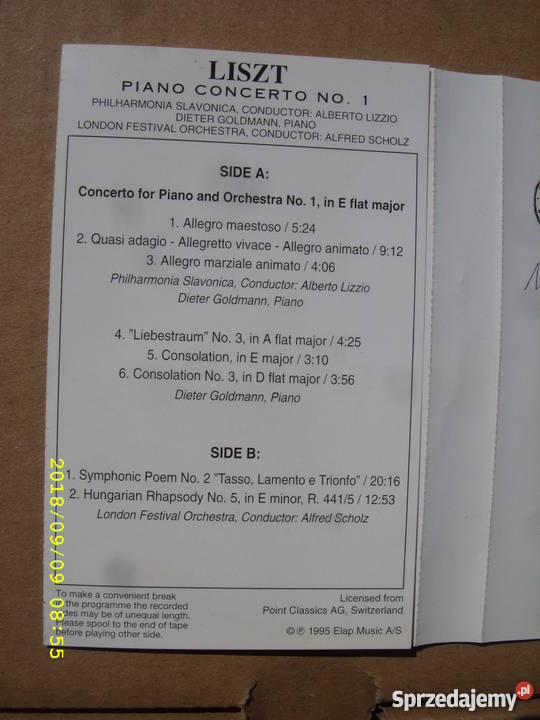 LISZT
PIANO CONCERTO NO. 1
PHILHARMONIA SLAVONICA, CONDUCTOR: ALBERTO LIZZIO
DIETER GOLDMANN, PIANO
LONDON FESTIVAL ORCHESTRA, CONDUCTOR: ALFRED SCHOLZ
SIDE A:
Concerto for Piano and Orchestra No. 1, in E flat major
1. Allegro maestoso / 5:24
2. Quasi adagio - Allegretto vivace - Allegro animato / 9:12
3. Allegro marziale animato / 4:06
Philharmonia Slavonica, Conductor: Alberto Lizzio
Dieter Goldmann, Piano
4. "Liebestraum" No. 3, in A flat major / 4:25
5. Consolation, in E major / 3:10
6. Consolation No. 3, in D flat major / 3:56
Dieter Goldmann, Piano
SIDE B:
1. Symphonic Poem No. 2 "Tasso, Lamento e Trionfo" / 20:16
2. Hungarian Rhapsody No. 5, in E minor, R. 441/5 / 12:53
London Festival Orchestra, Conductor: Alfred Scholz
To make a convenient break
in the programme the recorded
sides may be of unequal length.
Please spool to the end of tape
before playing other side.
Licensed from
Point Classics AG, Switzerland
© ℗ 1995 Elap Music A/S
2018/09/09 08:55
Sprzedajemy.pl